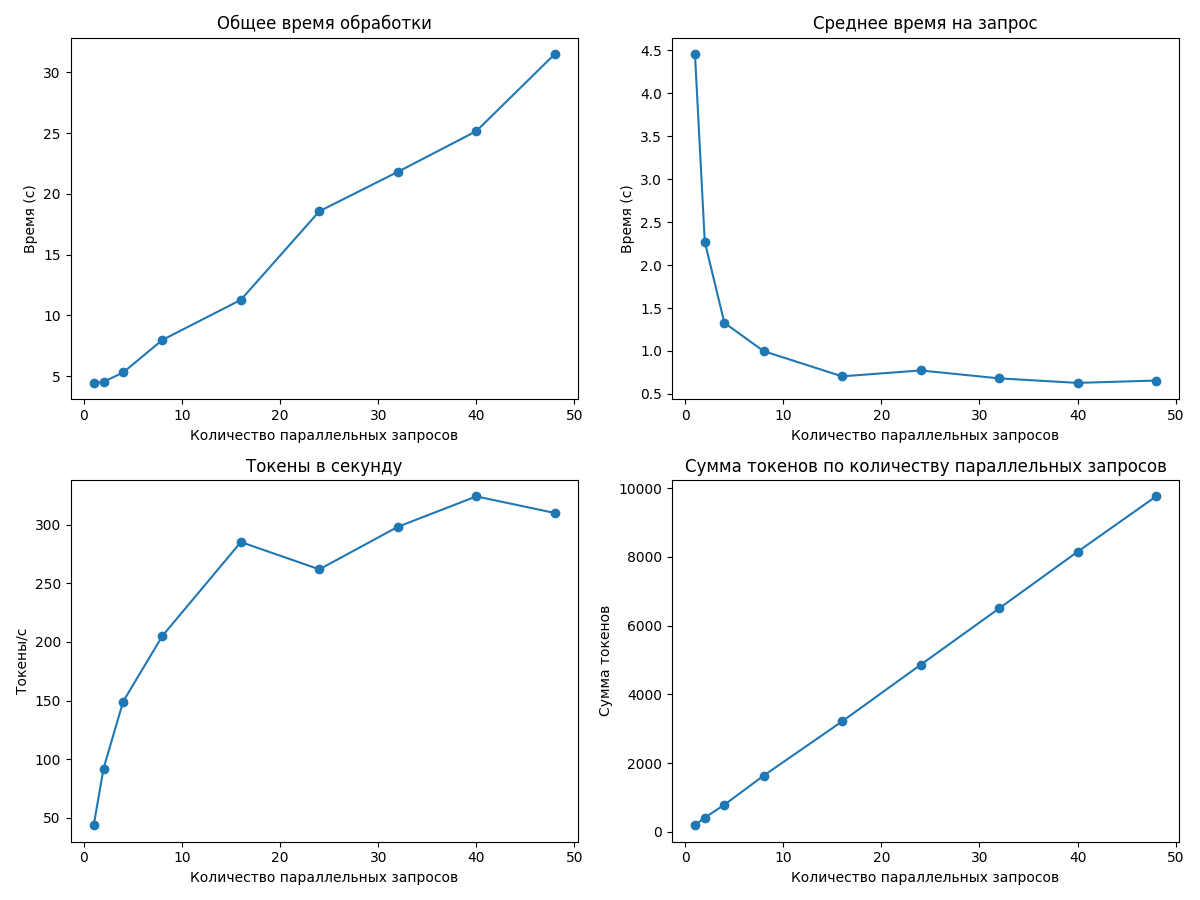 Общее время обработки
Время (с)
30
25
20
15
10
5
0 10 20 30 40 50
Количество параллельных запросов
Среднее время на запрос
Время (с)
4.5
4.0
3.5
3.0
2.5
2.0
1.5
1.0
0.5
0 10 20 30 40 50
Количество параллельных запросов
Токены в секунду
Токены/с
300
250
200
150
100
50
0 10 20 30 40 50
Количество параллельных запросов
Сумма токенов по количеству параллельных запросов
Сумма токенов
10000
8000
6000
4000
2000
0
0 10 20 30 40 50
Количество параллельных запросов